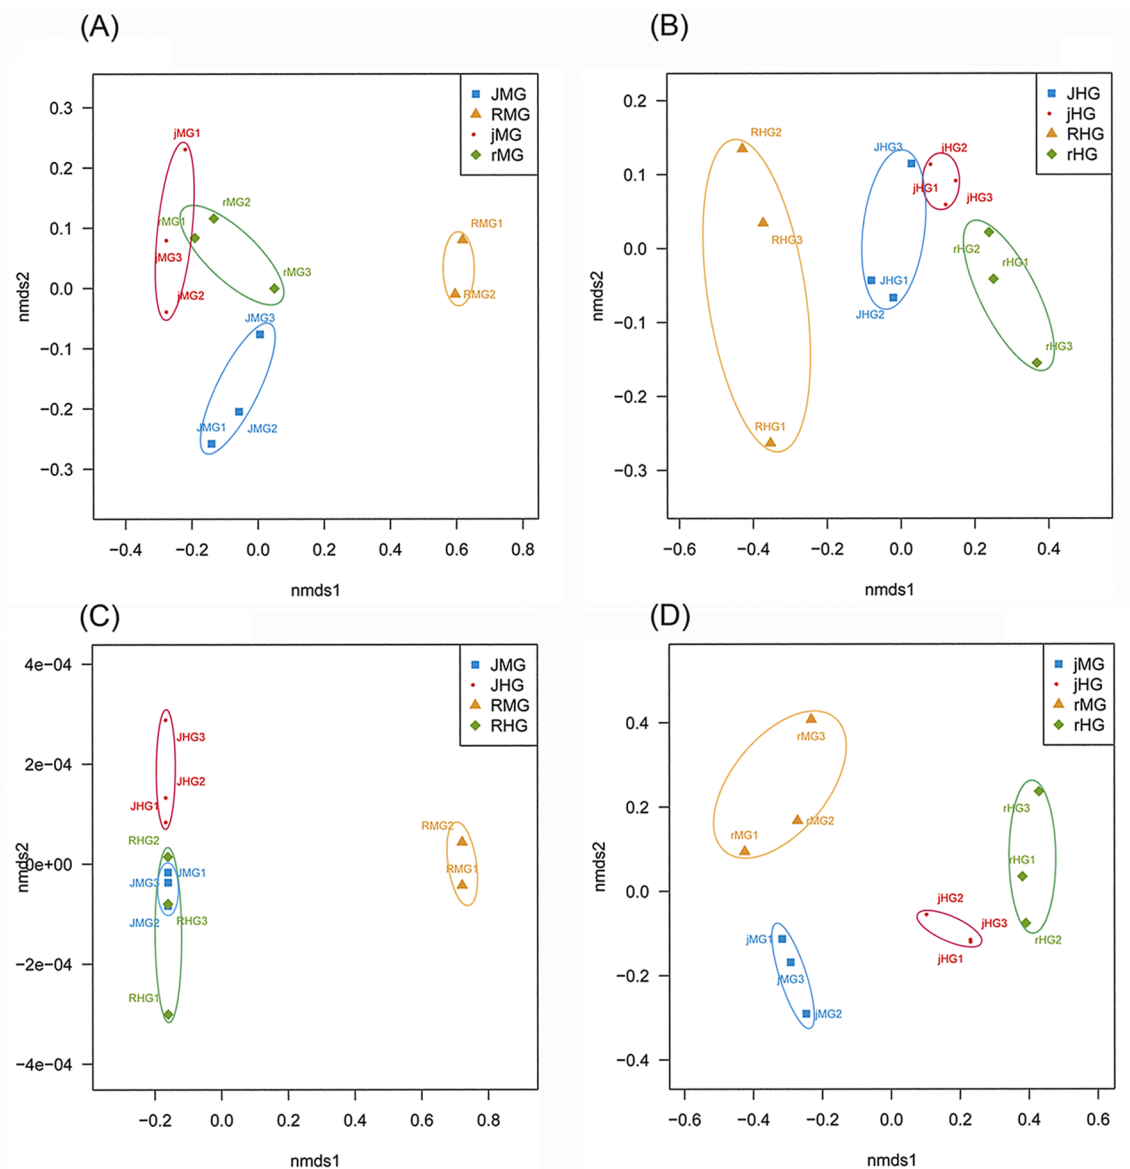 (A)
JMG
RMG
jMG
rMG
jMG1
rMG2
rMG1
jMG3
jMG2
rMG3
RMG1
RMG2
JMG3
JMG1
JMG2
0.3
0.2
0.1
0.0
−0.1
−0.2
−0.3
nmds2
−0.4
−0.2
0.0
0.2
0.4
0.6
0.8
nmds1
(B)
JHG
jHG
RHG
rHG
RHG2
JHG3
jHG2
jHG1
jHG3
RHG3
rHG2
rHG1
JHG1
JHG2
rHG3
RHG1
0.2
0.1
0.0
−0.1
−0.2
−0.3
nmds2
−0.6
−0.4
−0.2
0.0
0.2
0.4
nmds1
(C)
JMG
JHG
RMG
RHG
JHG3
JHG2
JHG1
RHG2
JMG1
JMG3
JMG2
RHG3
RHG1
RMG2
RMG1
4e−04
2e−04
0e+00
−2e−04
−4e−04
nmds2
−0.2
0.0
0.2
0.4
0.6
0.8
nmds1
(D)
jMG
jHG
rMG
rHG
rMG3
rMG2
rMG1
rHG3
rHG1
rHG2
jHG2
jHG3
jHG1
jMG1
jMG3
jMG2
0.4
0.2
0.0
−0.2
−0.4
nmds2
−0.6
−0.4
−0.2
0.0
0.2
0.4
0.6
nmds1